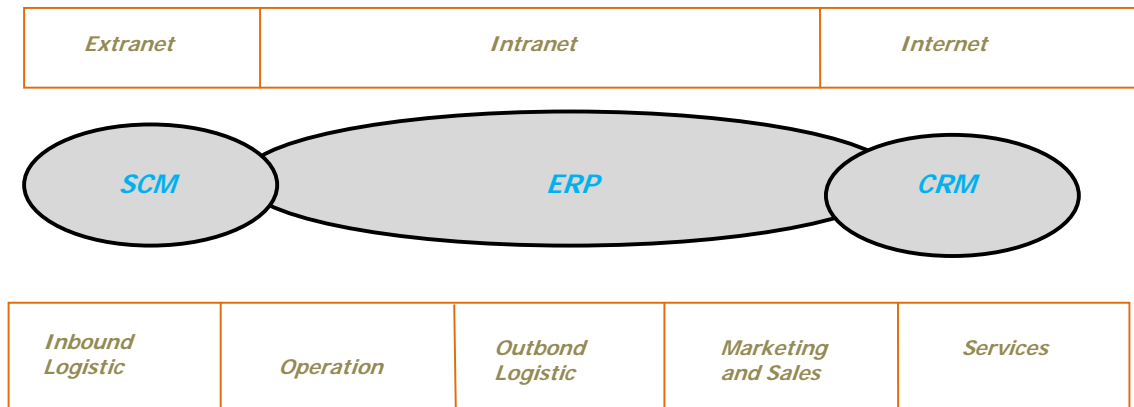 Extranet
Intranet
Internet
SCM
ERP
CRM
Inbound
Logistic
Operation
Outbond
Logistic
Marketing
and Sales
Services